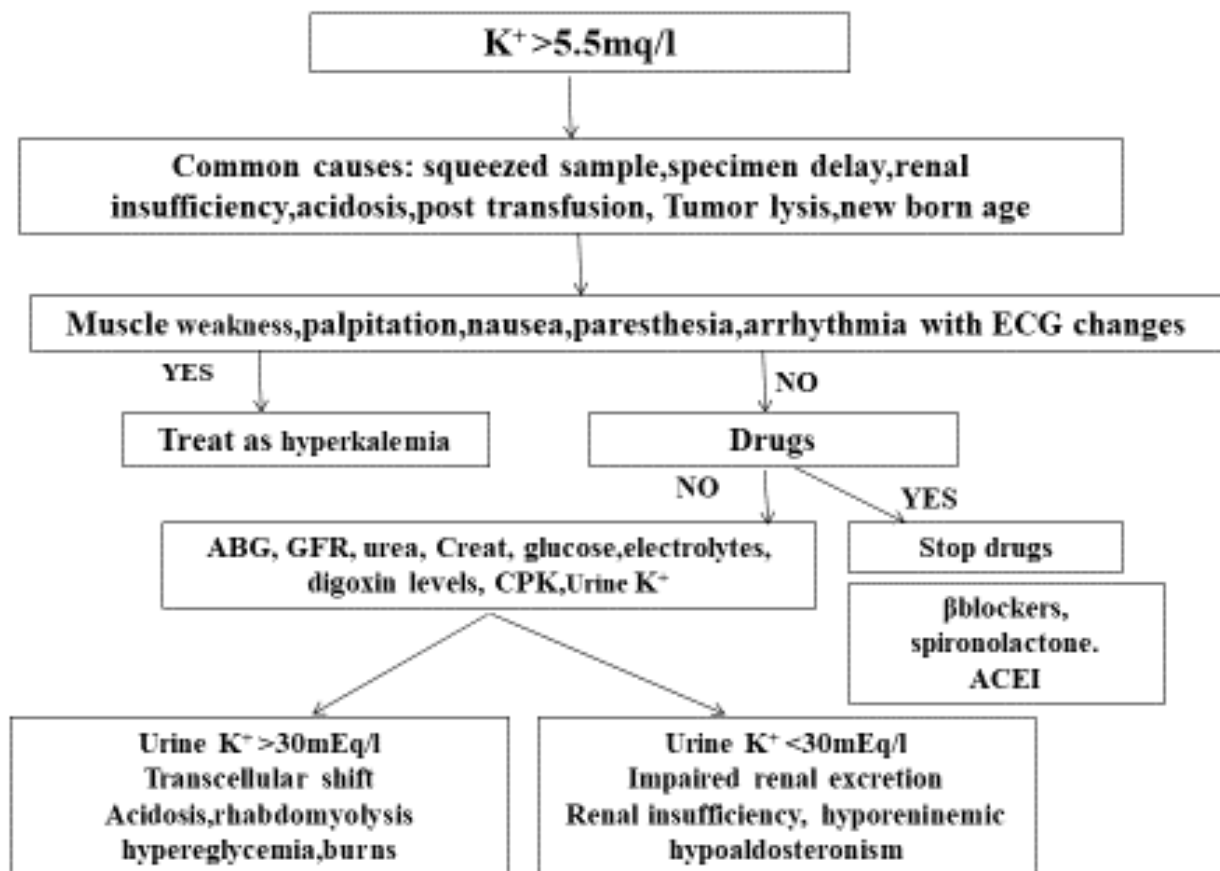 K⁺ >5.5mq/l
Common causes: squeezed sample,specimen delay,renal
insufficiency,acidosis,post transfusion, Tumor lysis,new born age
Muscle weakness,palpitation,nausea,paresthesia,arrhythmia with ECG changes
YES
NO
Treat as hyperkalemia
Drugs
NO
YES
ABG, GFR, urea, Creat, glucose,electrolytes,
digoxin levels, CPK,Urine K⁺
Stop drugs
βblockers,
spironolactone.
ACEI
Urine K⁺ >30mEq/l
Transcellular shift
Acidosis,rhabdomyolysis
hypereglycemia,burns
Urine K⁺ <30mEq/l
Impaired renal excretion
Renal insufficiency, hyporeninemic
hypoaldosteronism